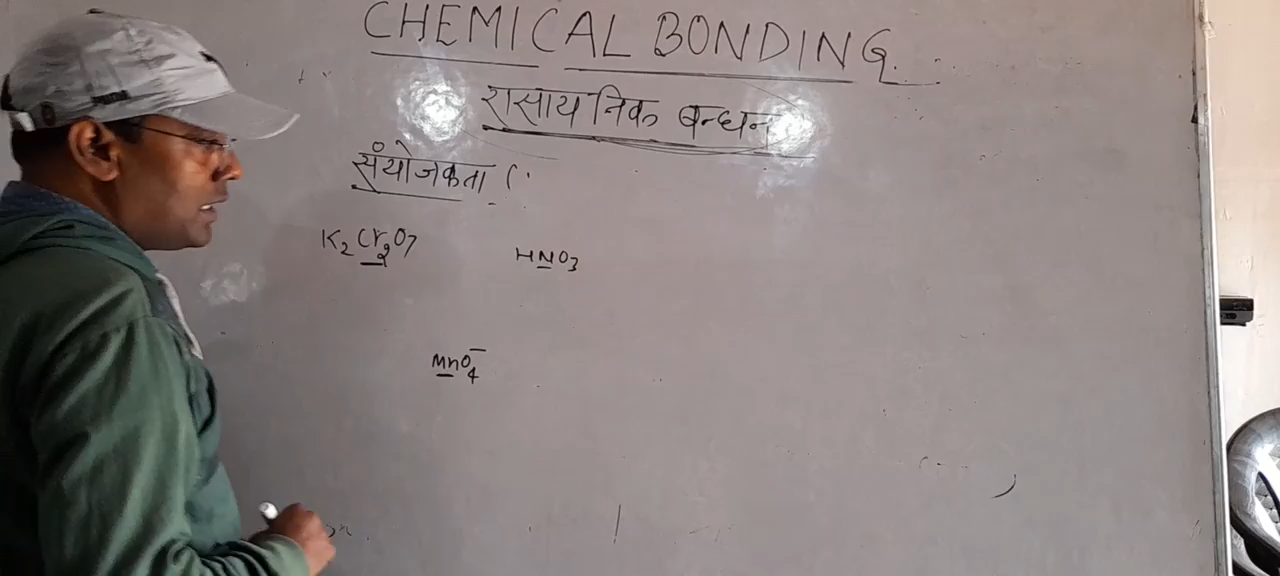 CHEMICAL BONDING
रासायनिक बन्धन
संयोजकता (
K₂Cr₂O₇ HNO₃
MnO₄⁻